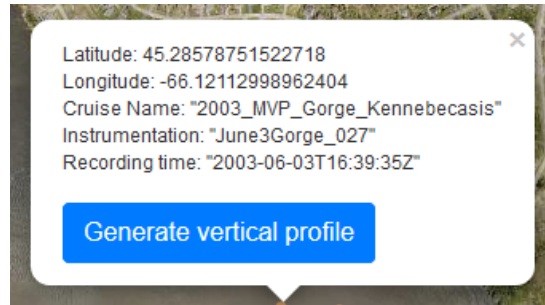 ×
Latitude: 45.28578751522718
Longitude: -66.12112998962404
Cruise Name: "2003_MVP_Gorge_Kennebecasis"
Instrumentation: "June3Gorge_027"
Recording time: "2003-06-03T16:39:35Z"
Generate vertical profile